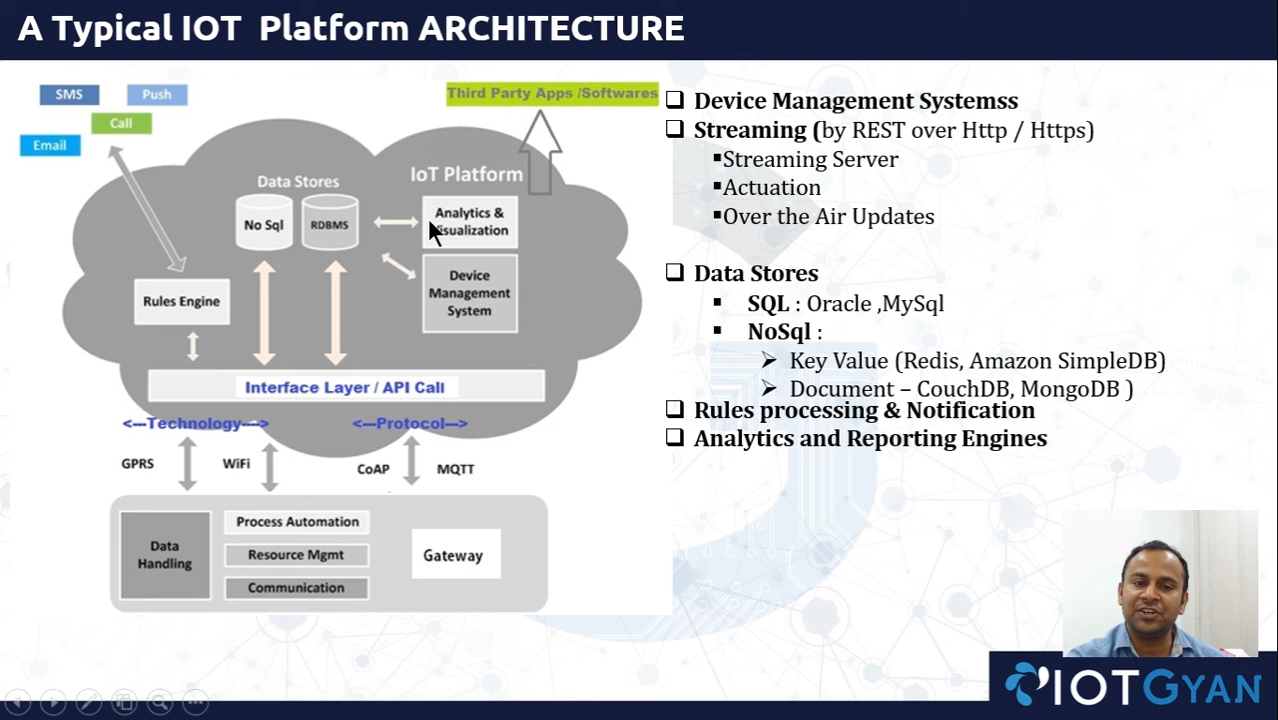 A Typical IOT Platform ARCHITECTURE
SMS
Push
Call
Email
Third Party Apps /Softwares
Data Stores
IoT Platform
No Sql
RDBMS
Analytics &
Device
Management
System
Rules Engine
Interface Layer / API Call
<---Technology---->
<---Protocol--->
GPRS
WiFi
CoAP
MQTT
Data
Handling
Process Automation
Resource Mgmt
Communication
Gateway
Device Management Systemss
Streaming (by REST over Http / Https)
Streaming Server
Actuation
Over the Air Updates
Data Stores
SQL : Oracle ,MySql
NoSql :
Key Value (Redis, Amazon SimpleDB)
Document – CouchDB, MongoDB )
Rules processing & Notification
Analytics and Reporting Engines
IOTGYAN